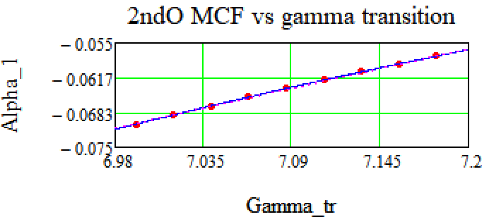 2ndO MCF vs gamma transition
Alpha_1
−0.055
−0.0617
−0.0683
−0.075
6.98 7.035 7.09 7.145 7.2
Gamma_tr